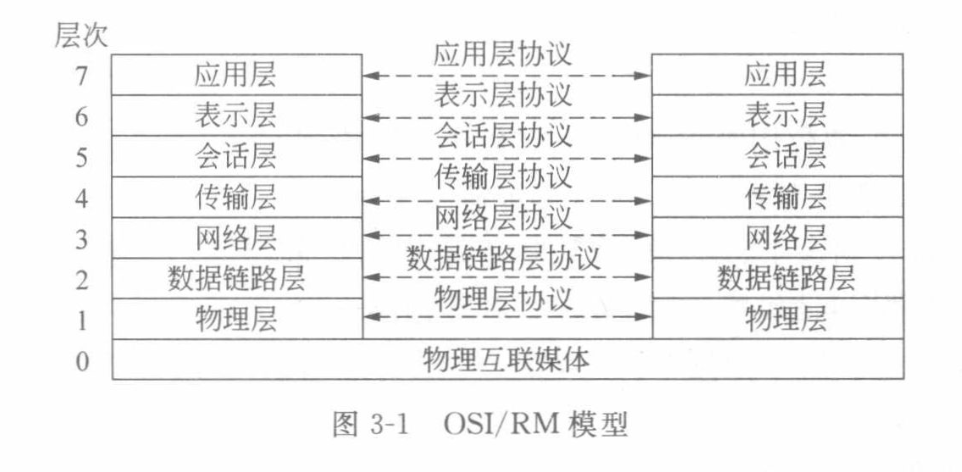 层次
应用层协议
7 应用层 应用层
表示层协议
6 表示层 表示层
会话层协议
5 会话层 会话层
传输层协议
4 传输层 传输层
网络层协议
3 网络层 网络层
数据链路层协议
2 数据链路层 数据链路层
物理层协议
1 物理层 物理层
0 物理互联媒体
图 3-1 OSI/RM 模型